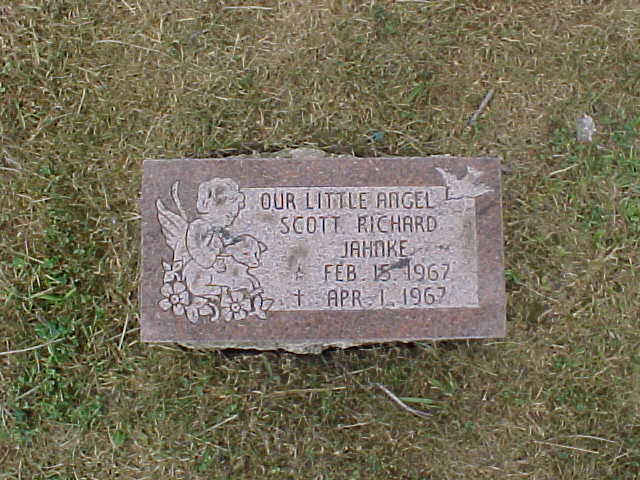 OUR LITTLE ANGEL
SCOTT RICHARD
JAHNKE
☆ FEB. 15, 1967
† APR. 1, 1967